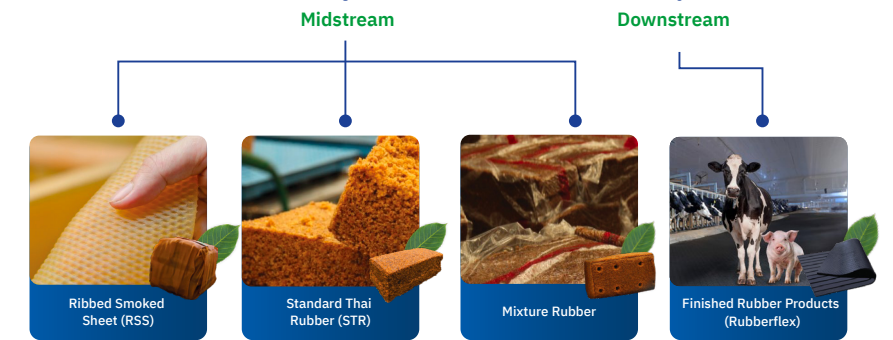 Midstream
Downstream
Ribbed Smoked
Sheet (RSS)
Standard Thai
Rubber (STR)
Mixture Rubber
Finished Rubber Products
(Rubberflex)